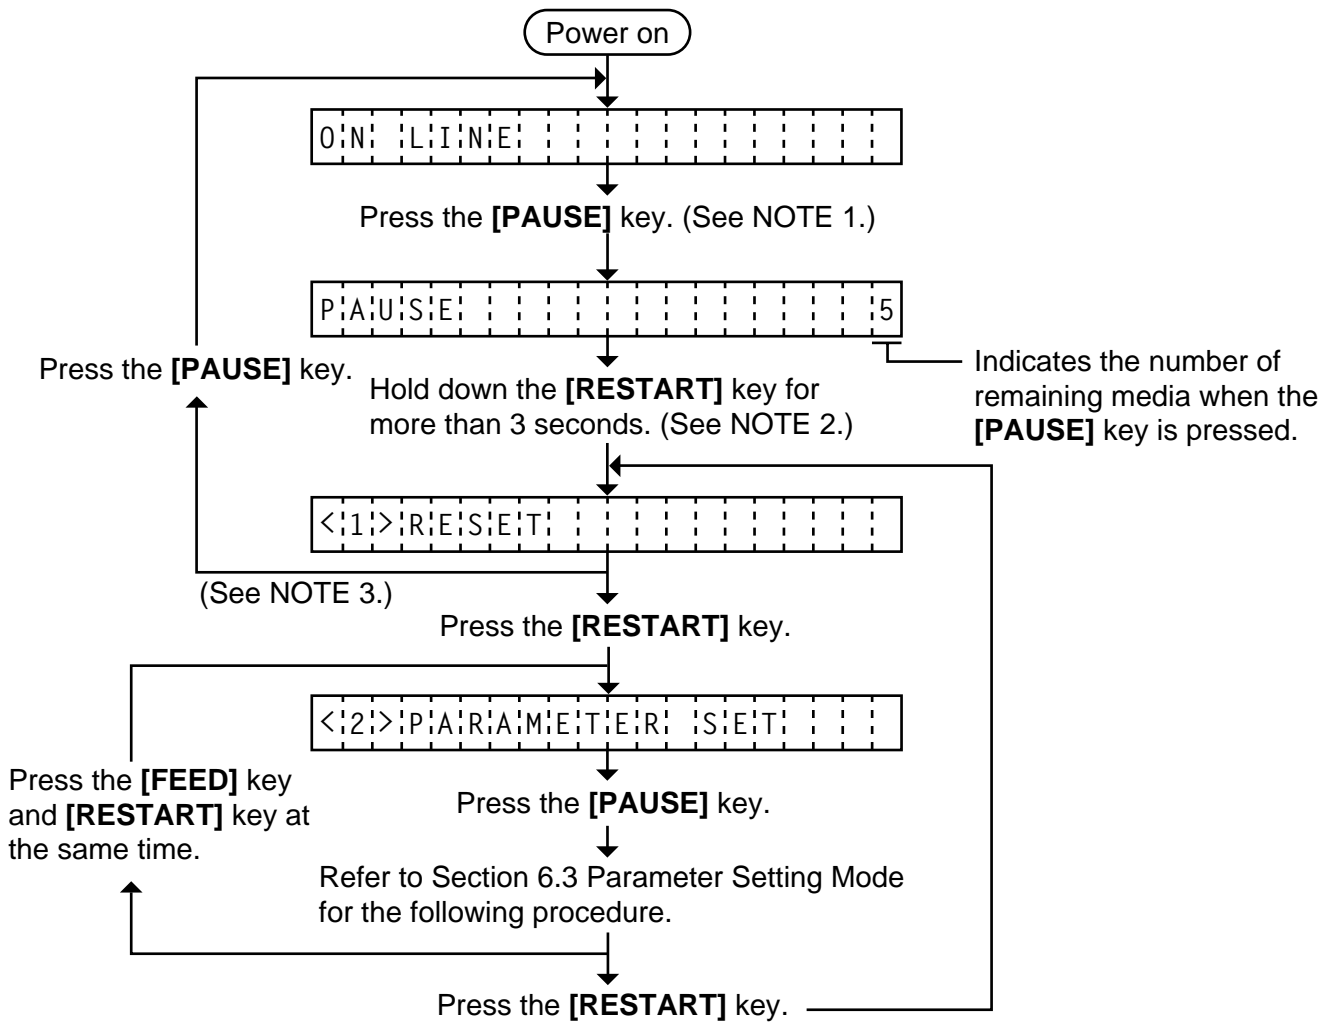 Power on
ON LINE
Press the [PAUSE] key. (See NOTE 1.)
PAUSE 5
Press the [PAUSE] key.
Indicates the number of
remaining media when the
[PAUSE] key is pressed.
Hold down the [RESTART] key for
more than 3 seconds. (See NOTE 2.)
<1>RESET
(See NOTE 3.)
Press the [RESTART] key.
<2>PARAMETER SET
Press the [FEED] key
and [RESTART] key at
the same time.
Press the [PAUSE] key.
Refer to Section 6.3 Parameter Setting Mode
for the following procedure.
Press the [RESTART] key.